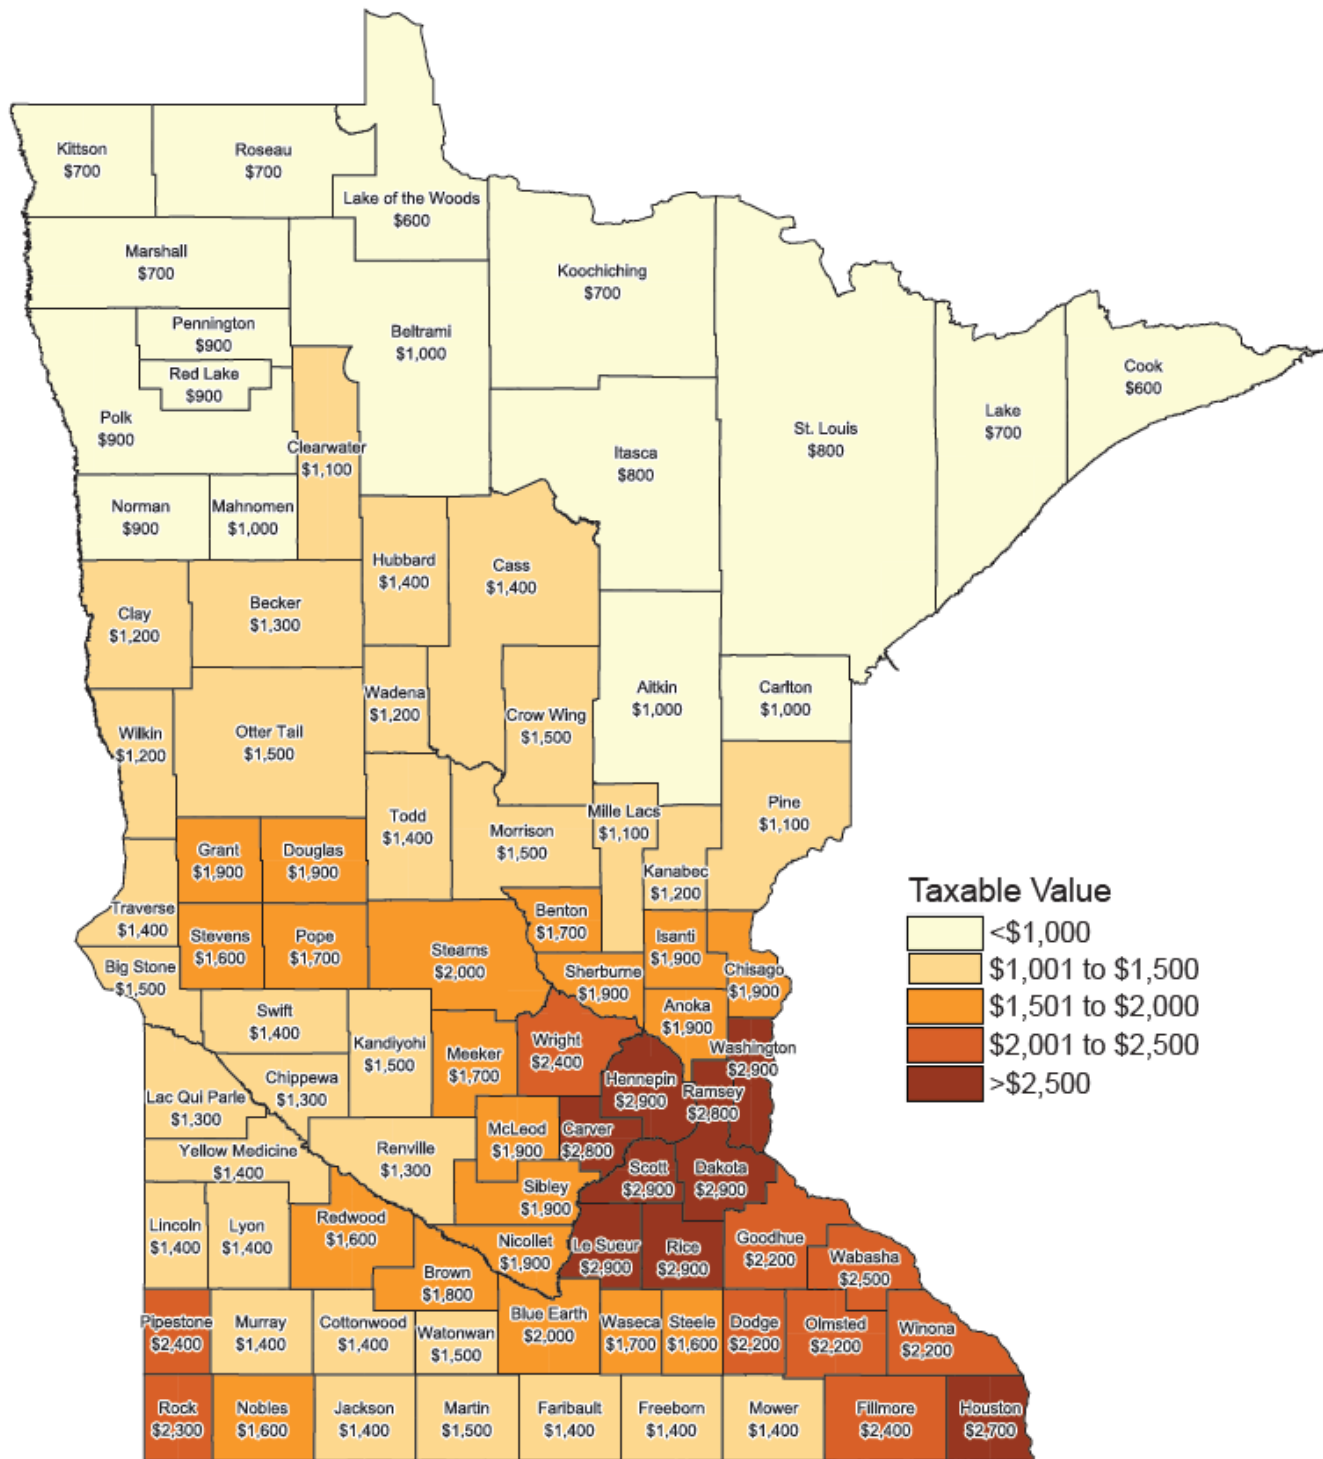 Kittson
$700
Roseau
$700
Lake of the Woods
$600
Marshall
$700
Koochiching
$700
Pennington
$900
Beltrami
$1,000
Red Lake
$900
Cook
$600
Polk
$900
Lake
$700
St. Louis
$800
Clearwater
$1,100
Itasca
$800
Norman
$900
Mahnomen
$1,000
Hubbard
$1,400
Cass
$1,400
Clay
$1,200
Becker
$1,300
Wadena
$1,200
Aitkin
$1,000
Carlton
$1,000
Crow Wing
$1,500
Wilkin
$1,200
Otter Tail
$1,500
Todd
$1,400
Morrison
$1,500
Mille Lacs
$1,100
Pine
$1,100
Grant
$1,900
Douglas
$1,900
Kanabec
$1,200
Taxable Value
<$1,000
$1,001 to $1,500
$1,501 to $2,000
$2,001 to $2,500
>$2,500
Traverse
$1,400
Stevens
$1,600
Pope
$1,700
Stearns
$2,000
Benton
$1,700
Isanti
$1,900
Big Stone
$1,500
Sherburne
$1,900
Chisago
$1,900
Swift
$1,400
Anoka
$1,900
Kandiyohi
$1,500
Meeker
$1,700
Wright
$2,400
Washington
$2,900
Chippewa
$1,300
Hennepin
$2,900
Ramsey
$2,800
Lac Qui Parle
$1,300
McLeod
$1,900
Carver
$2,800
Yellow Medicine
$1,400
Renville
$1,300
Scott
$2,900
Dakota
$2,900
Sibley
$1,900
Lincoln
$1,400
Lyon
$1,400
Redwood
$1,600
Nicollet
$1,900
Le Sueur
$2,900
Rice
$2,900
Goodhue
$2,200
Wabasha
$2,500
Brown
$1,800
Pipestone
$2,400
Murray
$1,400
Cottonwood
$1,400
Watonwan
$1,500
Blue Earth
$2,000
Waseca
$1,700
Steele
$1,600
Dodge
$2,200
Olmsted
$2,200
Winona
$2,200
Rock
$2,300
Nobles
$1,600
Jackson
$1,400
Martin
$1,500
Faribault
$1,400
Freeborn
$1,400
Mower
$1,400
Fillmore
$2,400
Houston
$2,700